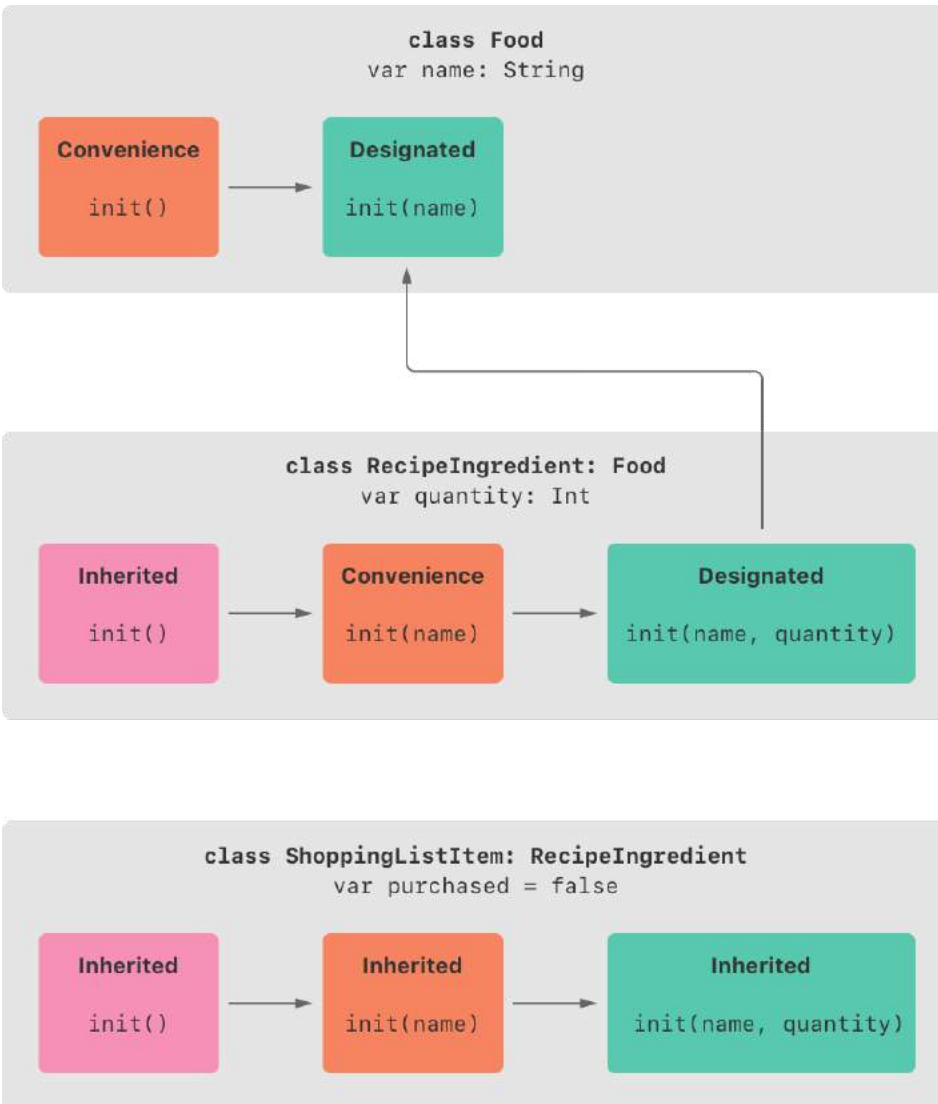 class Food
var name: String
Convenience
Designated
init()
init(name)
class RecipeIngredient: Food
var quantity: Int
Inherited
Convenience
Designated
init()
init(name)
init(name, quantity)
class ShoppingListItem: RecipeIngredient
var purchased = false
Inherited
Inherited
Inherited
init()
init(name)
init(name, quantity)